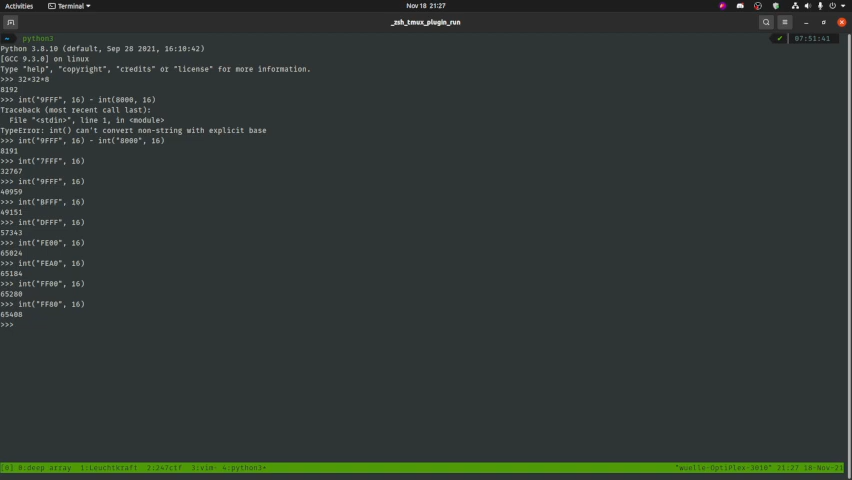 Activities Terminal Nov 18 21:27
_zsh_tmux_plugin_run
python3 07:51:41
Python 3.8.10 (default, Sep 28 2021, 16:10:42)
[GCC 9.3.0] on linux
Type "help", "copyright", "credits" or "license" for more information.
>>> 32*32*8
8192
>>> int("9FFF", 16) - int(8000, 16)
Traceback (most recent call last):
File "<stdin>", line 1, in <module>
TypeError: int() can't convert non-string with explicit base
>>> int("9FFF", 16) - int("8000", 16)
8191
>>> int("7FFF", 16)
32767
>>> int("9FFF", 16)
40959
>>> int("BFFF", 16)
49151
>>> int("DFFF", 16)
57343
>>> int("FE00", 16)
65024
>>> int("FEA0", 16)
65184
>>> int("FF00", 16)
65280
>>> int("FF80", 16)
65408
>>>
[0] 0:deep array 1:Leuchtkraft 2:247ctf 3:vim- 4:python3* "wuelle-OptiPlex-3010" 21:27 18-Nov-21